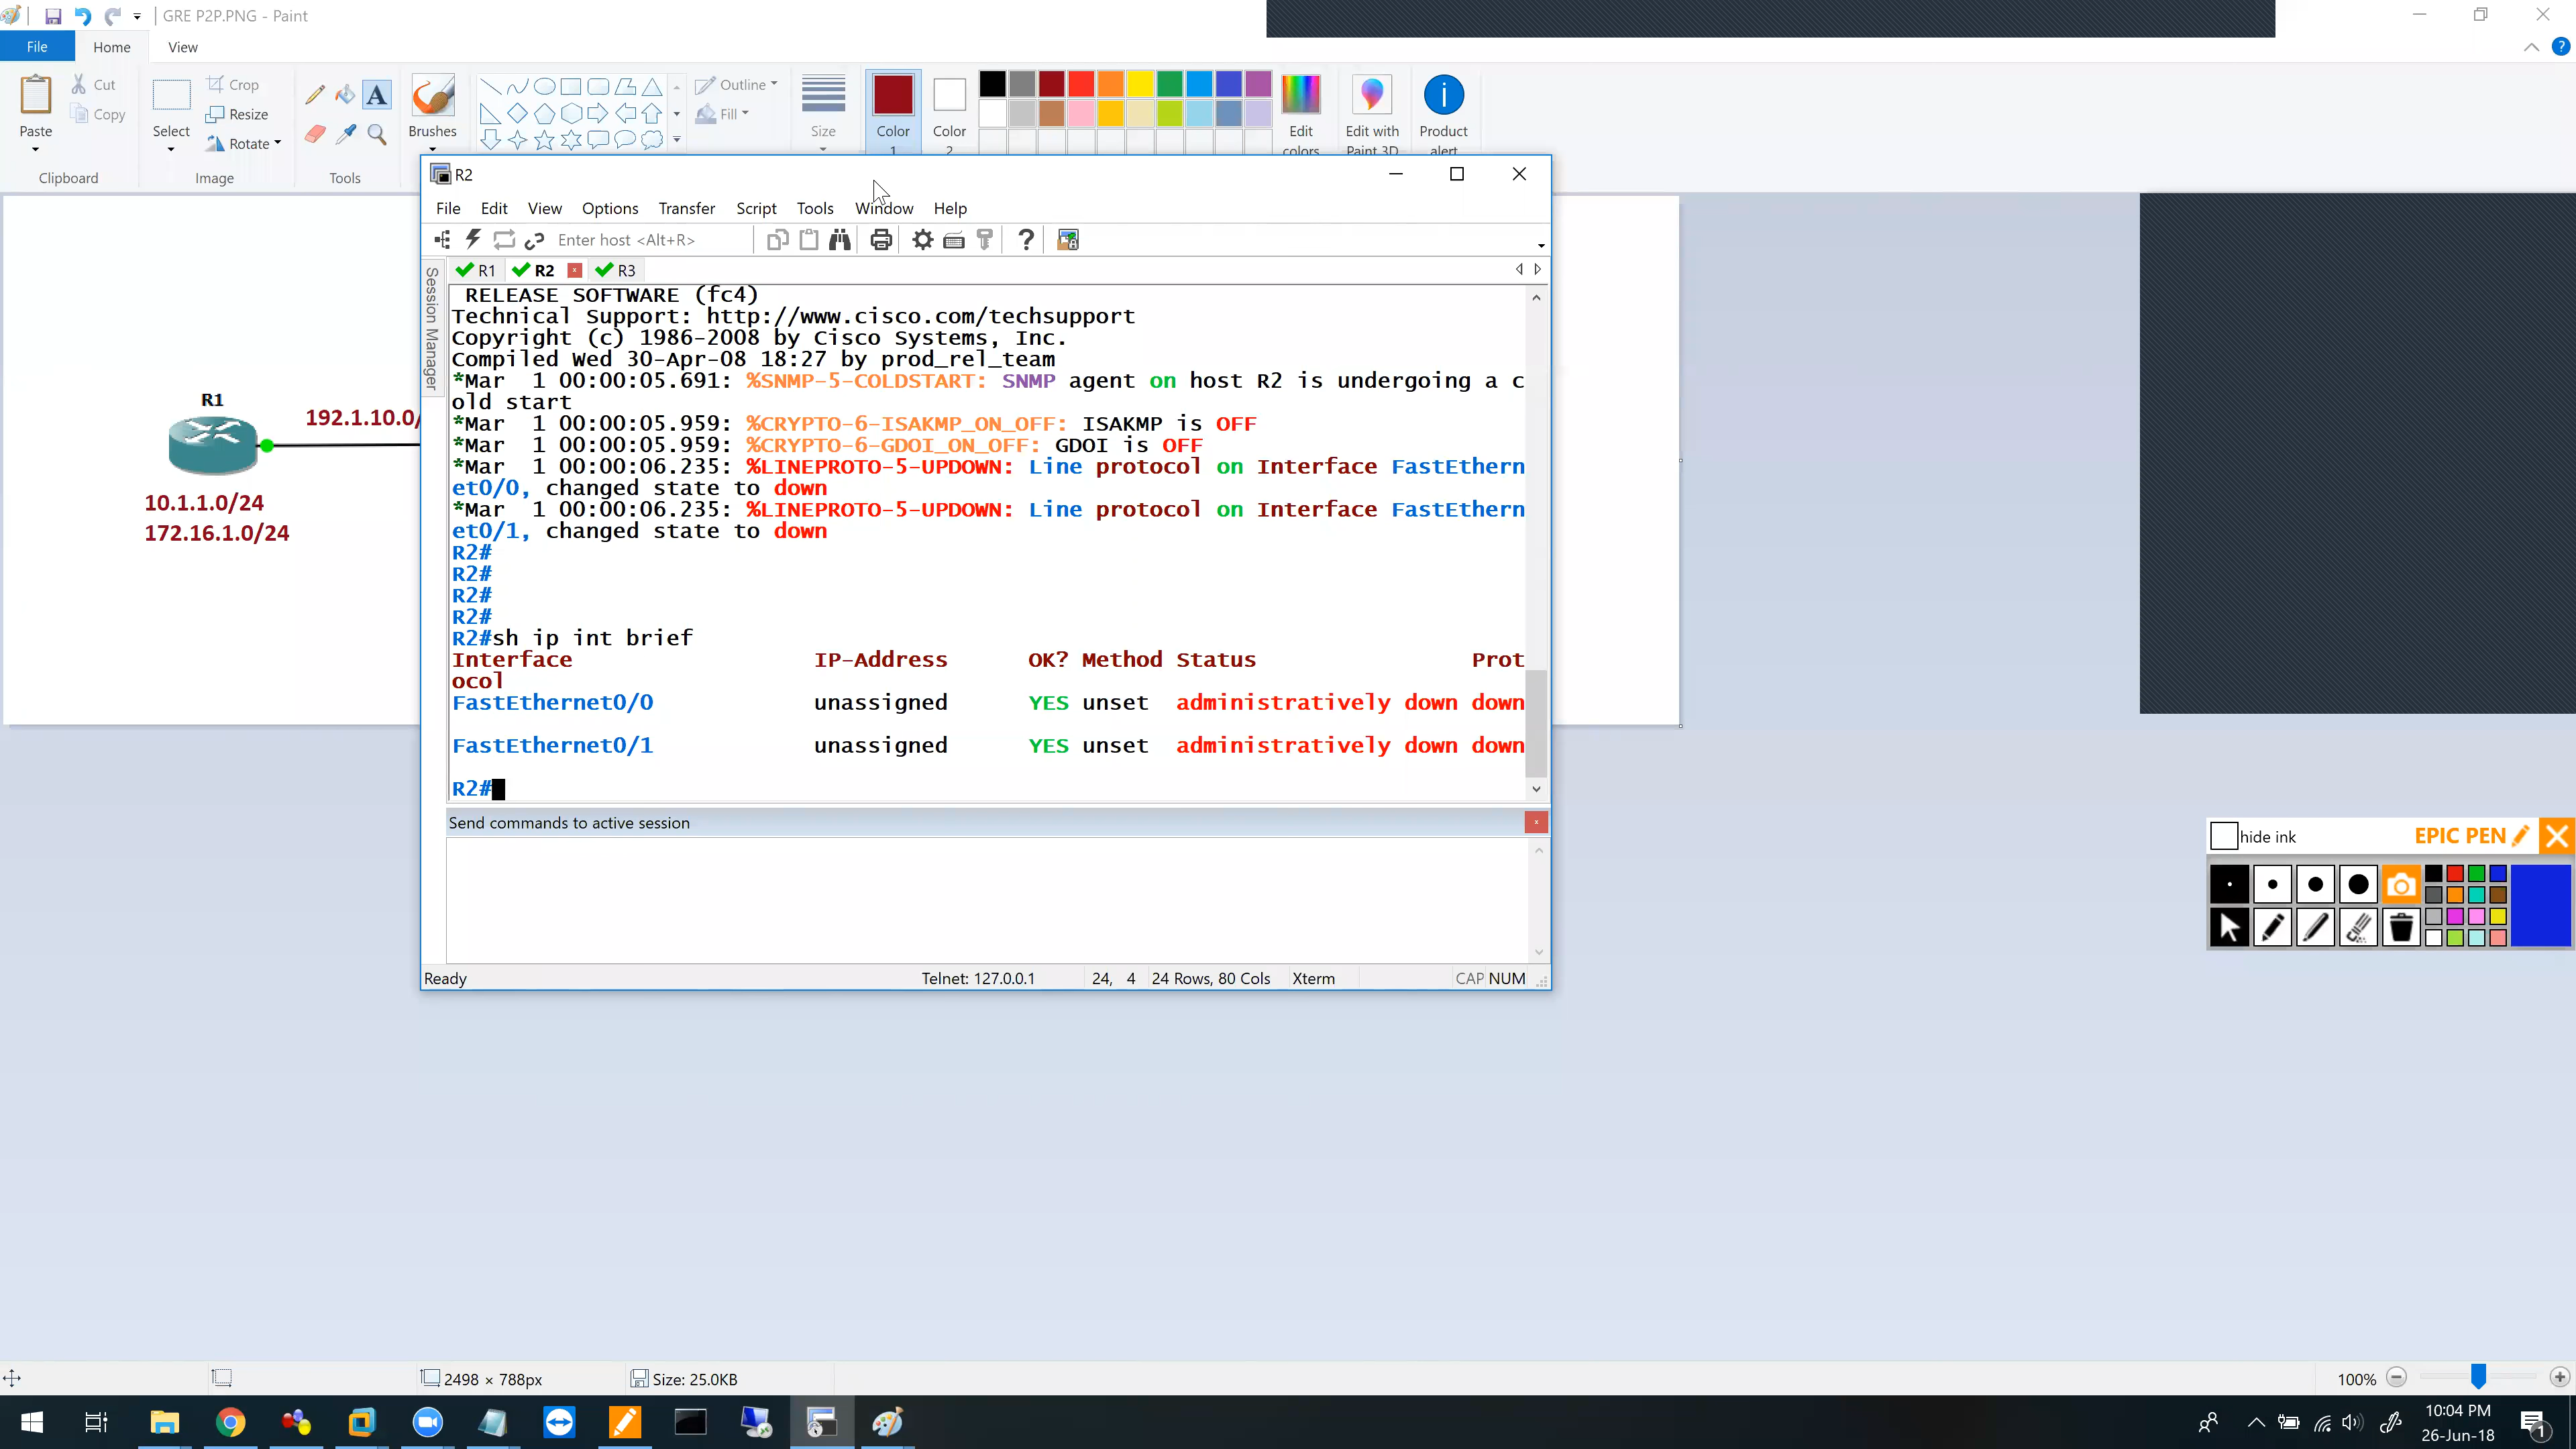 GRE P2P.PNG - Paint
File Home View
Paste
Cut
Copy
Clipboard
Select
Crop
Resize
Rotate
Image
Tools
Brushes
Outline
Fill
Size
Color 1
Color 2
Edit colors
Edit with Paint 3D
Product alert
R1
192.1.10.0/
10.1.1.0/24
172.16.1.0/24
R2
File Edit View Options Transfer Script Tools Window Help
Enter host <Alt+R>
Session Manager
R1 R2 R3
RELEASE SOFTWARE (fc4)
Technical Support: http://www.cisco.com/techsupport
Copyright (c) 1986-2008 by Cisco Systems, Inc.
Compiled Wed 30-Apr-08 18:27 by prod_rel_team
*Mar  1 00:00:05.691: %SNMP-5-COLDSTART: SNMP agent on host R2 is undergoing a c
old start
*Mar  1 00:00:05.959: %CRYPTO-6-ISAKMP_ON_OFF: ISAKMP is OFF
*Mar  1 00:00:05.959: %CRYPTO-6-GDOI_ON_OFF: GDOI is OFF
*Mar  1 00:00:06.235: %LINEPROTO-5-UPDOWN: Line protocol on Interface FastEthern
et0/0, changed state to down
*Mar  1 00:00:06.235: %LINEPROTO-5-UPDOWN: Line protocol on Interface FastEthern
et0/1, changed state to down
R2#
R2#
R2#
R2#
R2#sh ip int brief
Interface                  IP-Address      OK? Method Status                Prot
ocol
FastEthernet0/0            unassigned      YES unset  administratively down down
FastEthernet0/1            unassigned      YES unset  administratively down down
R2#
Send commands to active session
Ready Telnet: 127.0.0.1 24, 4 24 Rows, 80 Cols Xterm CAP NUM
hide ink EPIC PEN
2498 × 788px Size: 25.0KB 100%
10:04 PM
26-Jun-18
1